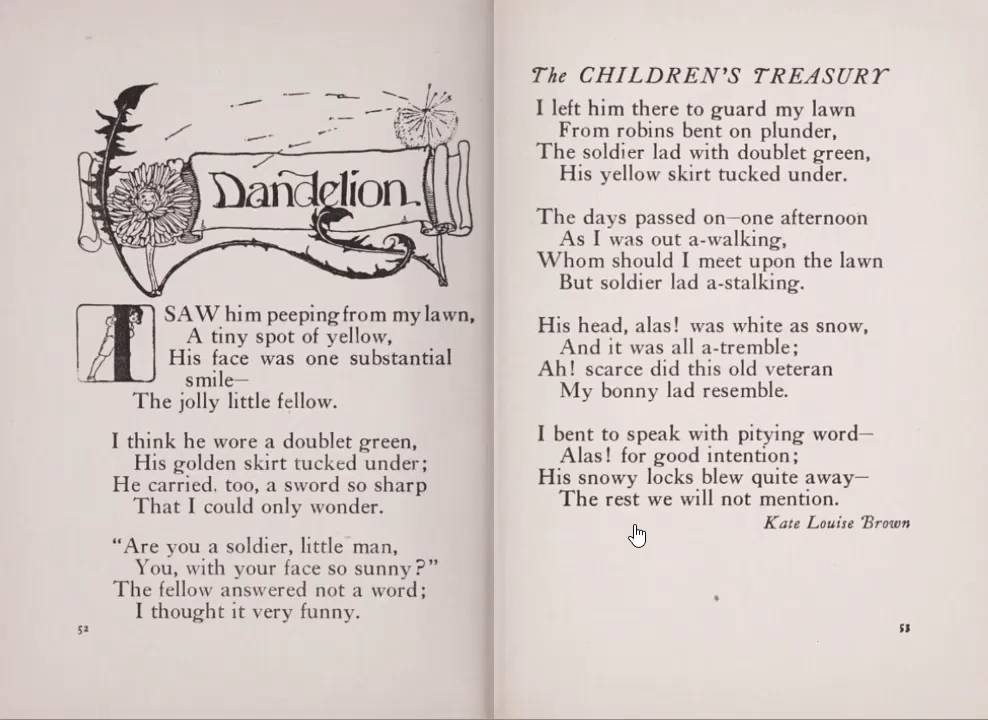 Dandelion.
I SAW him peeping from my lawn,
A tiny spot of yellow,
His face was one substantial
smile—
The jolly little fellow.
I think he wore a doublet green,
His golden skirt tucked under;
He carried, too, a sword so sharp
That I could only wonder.
“Are you a soldier, little man,
You, with your face so sunny?”
The fellow answered not a word;
I thought it very funny.
52
The CHILDREN’S TREASURY
I left him there to guard my lawn
From robins bent on plunder,
The soldier lad with doublet green,
His yellow skirt tucked under.
The days passed on—one afternoon
As I was out a-walking,
Whom should I meet upon the lawn
But soldier lad a-stalking.
His head, alas! was white as snow,
And it was all a-tremble;
Ah! scarce did this old veteran
My bonny lad resemble.
I bent to speak with pitying word—
Alas! for good intention;
His snowy locks blew quite away—
The rest we will not mention.
Kate Louise Brown
53